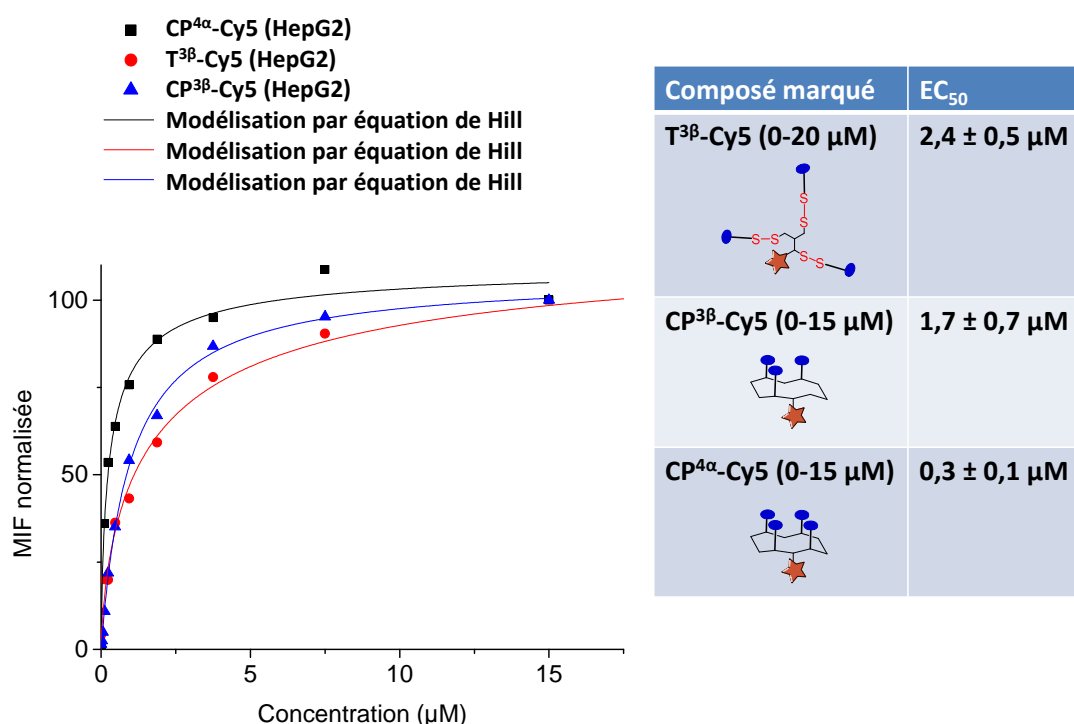 CP⁴ᵅ-Cy5 (HepG2)
T³ᵝ-Cy5 (HepG2)
CP³ᵝ-Cy5 (HepG2)
Modélisation par équation de Hill
Modélisation par équation de Hill
Modélisation par équation de Hill
MIF normalisée
100
50
0
0 5 10 15
Concentration (µM)
Composé marqué EC₅₀
T³ᵝ-Cy5 (0-20 µM) 2,4 ± 0,5 µM
S
S
S S
S S
CP³ᵝ-Cy5 (0-15 µM) 1,7 ± 0,7 µM
CP⁴ᵅ-Cy5 (0-15 µM) 0,3 ± 0,1 µM